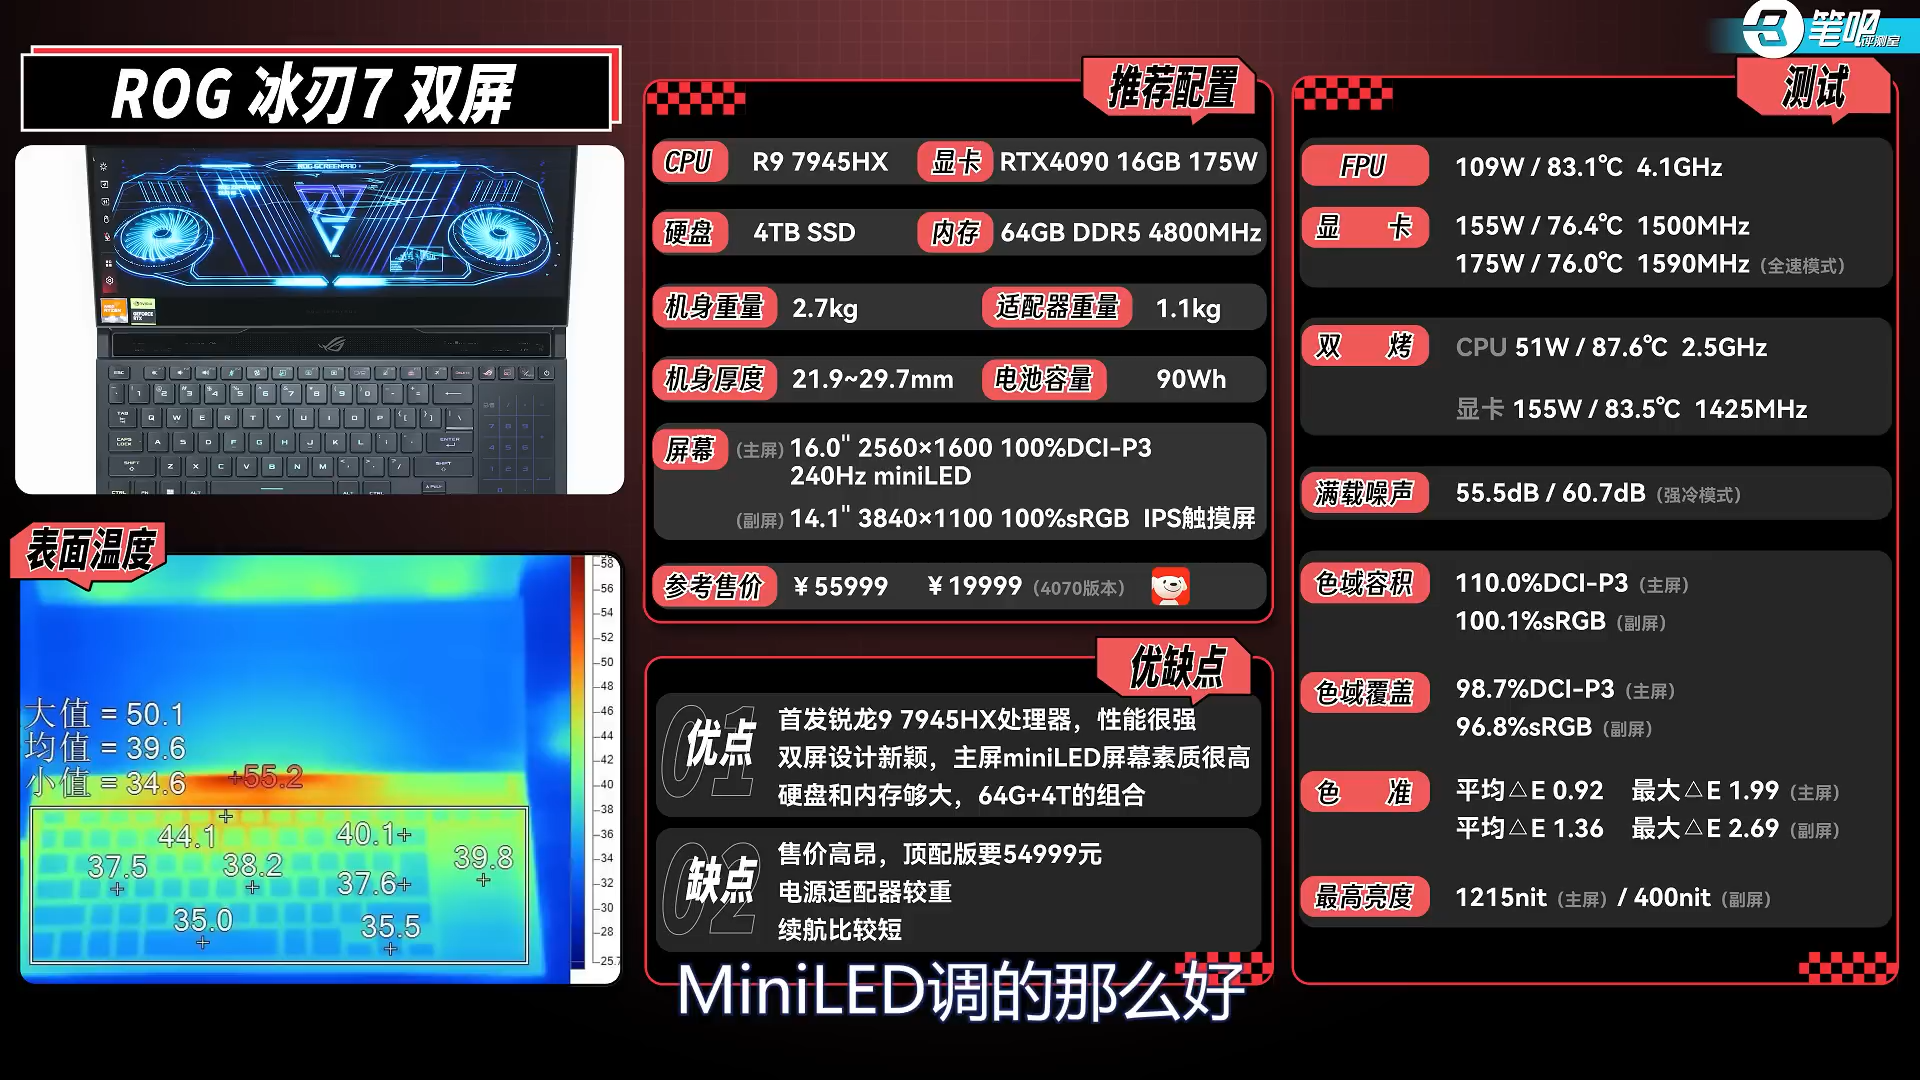 笔吧评测室
ROG 冰刃7 双屏
ROG SCREENPAD
表面温度
大值 = 50.1
均值 = 39.6
小值 = 34.6
55.2
44.1
40.1
37.5
38.2
37.6
39.8
35.0
35.5
58
56
54
52
50
48
46
44
42
40
38
36
34
32
30
28
25.7
推荐配置
CPU R9 7945HX 显卡 RTX4090 16GB 175W
硬盘 4TB SSD 内存 64GB DDR5 4800MHz
机身重量 2.7kg 适配器重量 1.1kg
机身厚度 21.9~29.7mm 电池容量 90Wh
屏幕 (主屏) 16.0" 2560×1600 100%DCI-P3
240Hz miniLED
(副屏) 14.1" 3840×1100 100%sRGB IPS触摸屏
参考售价 ¥55999 ¥19999 (4070版本)
优缺点
01 优点
首发锐龙9 7945HX处理器，性能很强
双屏设计新颖，主屏miniLED屏幕素质很高
硬盘和内存够大，64G+4T的组合
02 缺点
售价高昂，顶配版要54999元
电源适配器较重
续航比较短
测试
FPU 109W / 83.1℃ 4.1GHz
显卡 155W / 76.4℃ 1500MHz
175W / 76.0℃ 1590MHz (全速模式)
双烤 CPU 51W / 87.6℃ 2.5GHz
显卡 155W / 83.5℃ 1425MHz
满载噪声 55.5dB / 60.7dB (强冷模式)
色域容积 110.0%DCI-P3 (主屏)
100.1%sRGB (副屏)
色域覆盖 98.7%DCI-P3 (主屏)
96.8%sRGB (副屏)
色准 平均△E 0.92 最大△E 1.99 (主屏)
平均△E 1.36 最大△E 2.69 (副屏)
最高亮度 1215nit (主屏) / 400nit (副屏)
MiniLED调的那么好